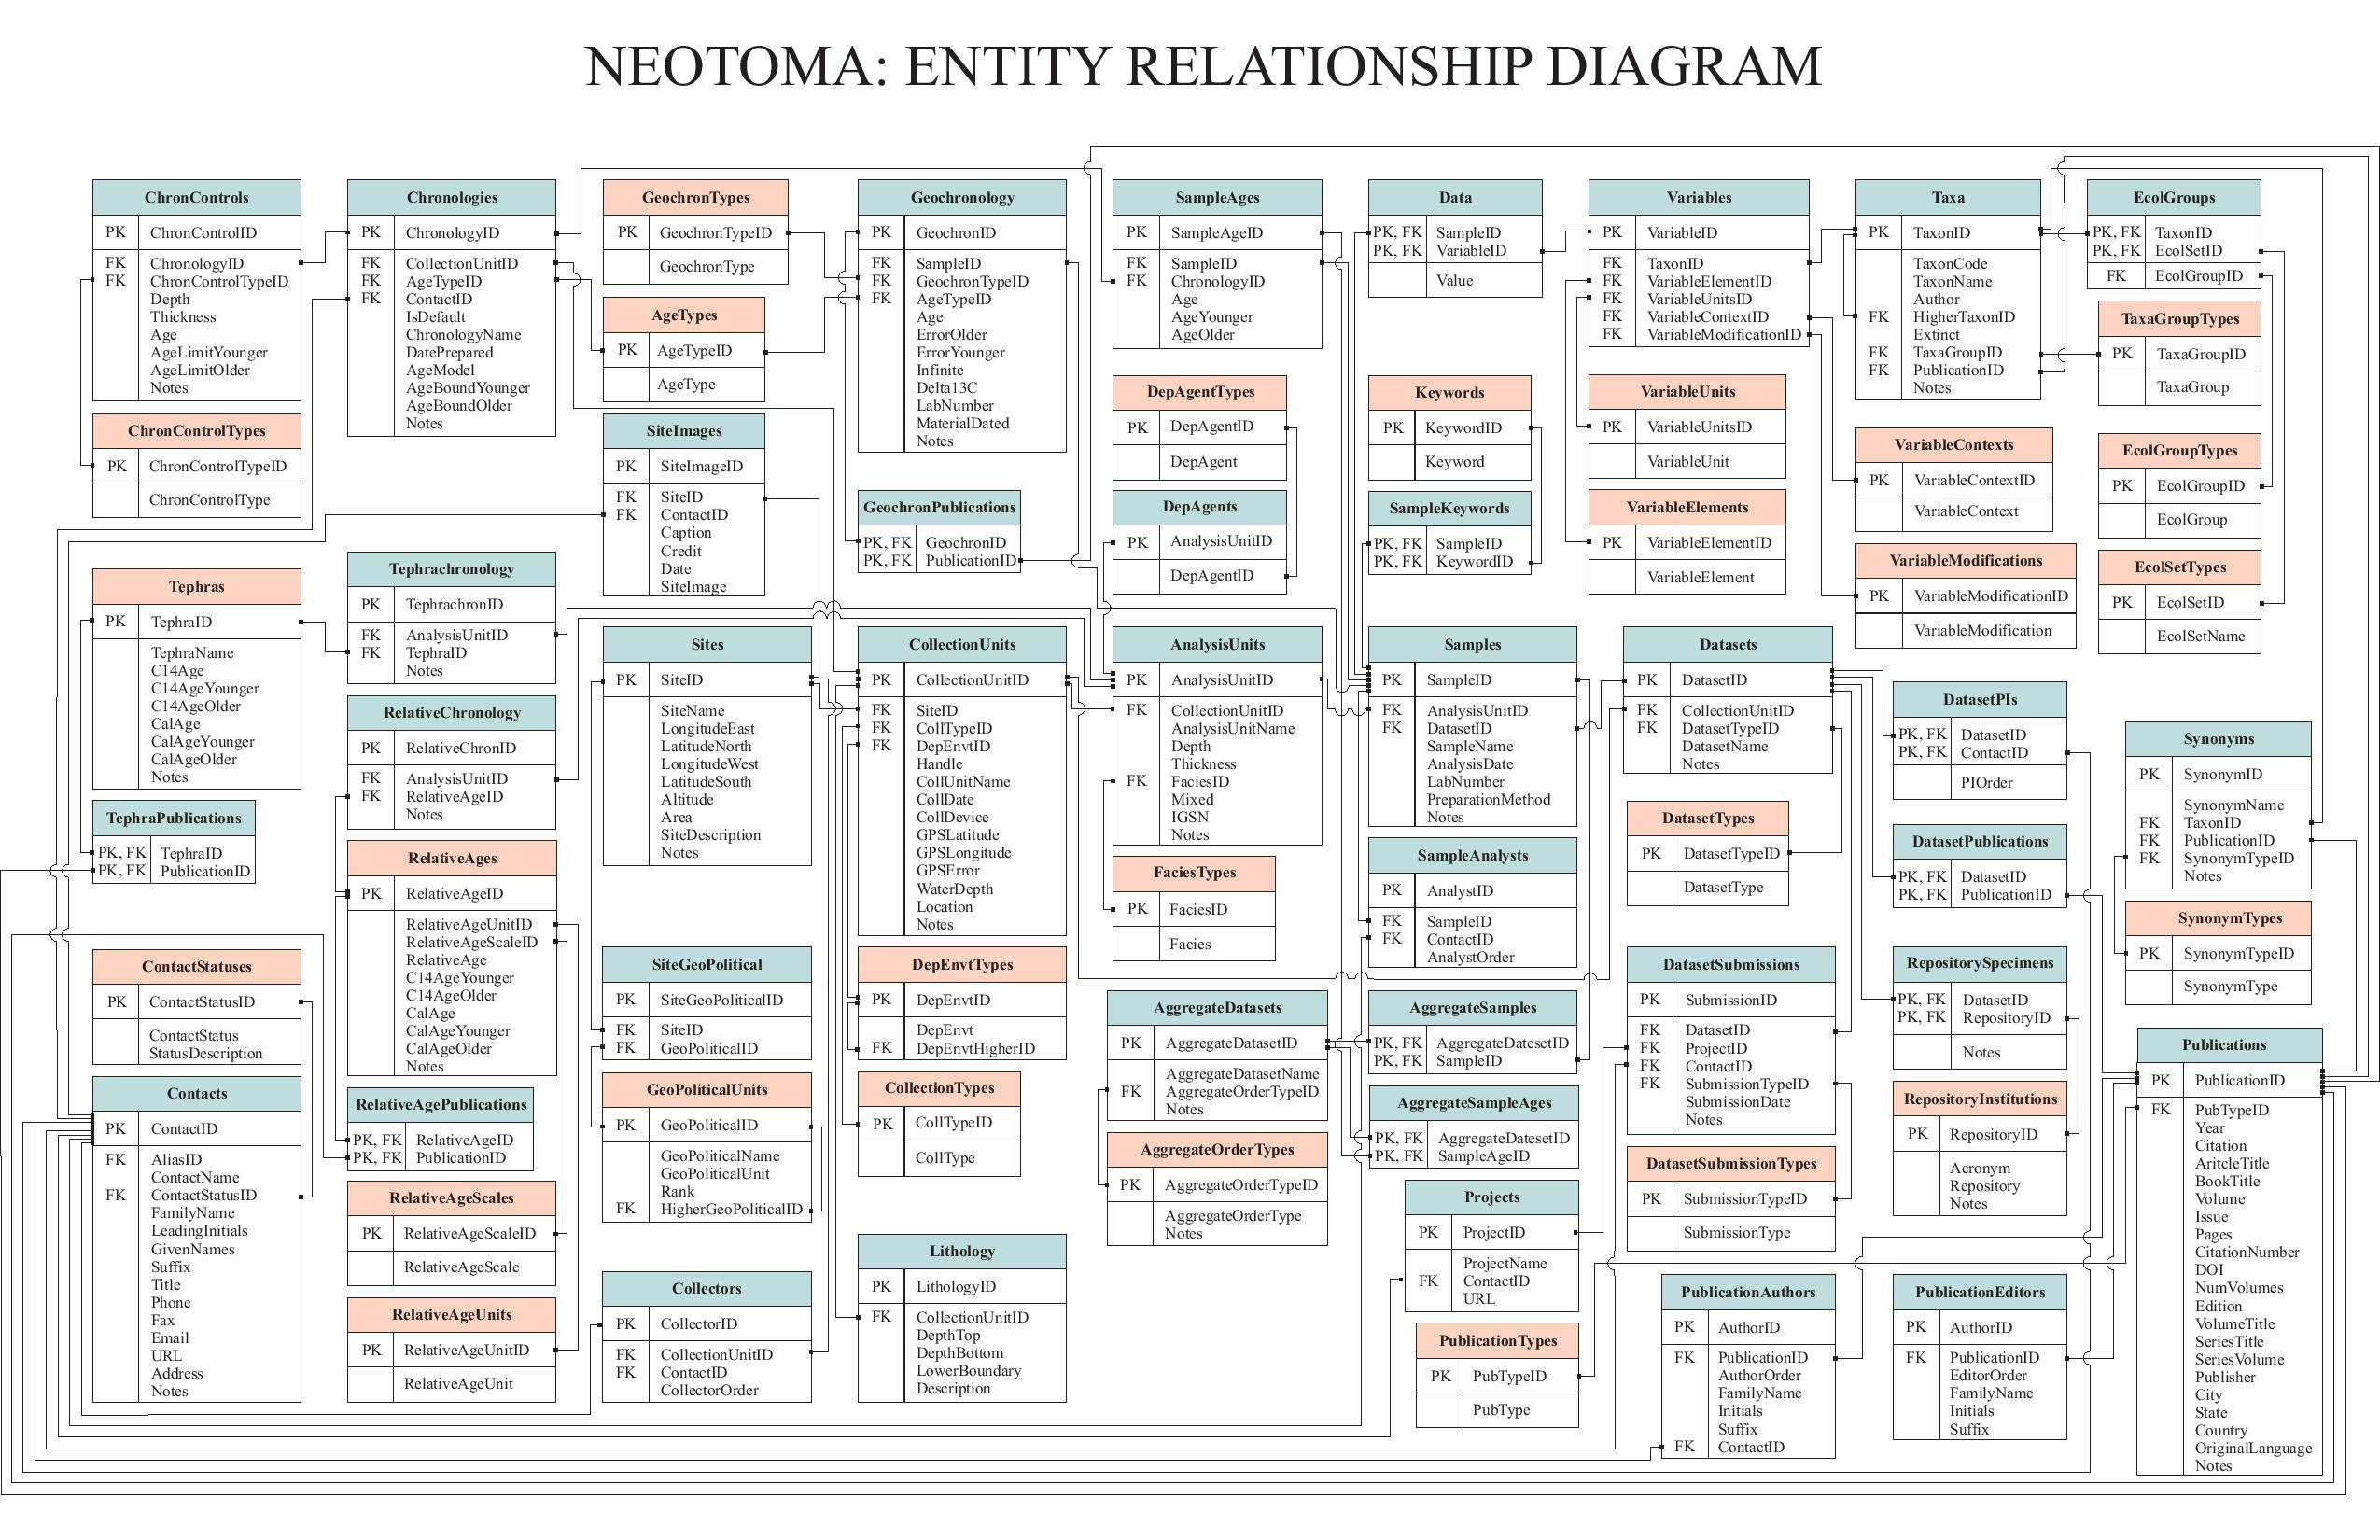 NEOTOMA: ENTITY RELATIONSHIP DIAGRAM
ChronControls
PK ChronControlID
FK ChronologyID
FK ChronControlTypeID
Depth
Thickness
Age
AgeLimitYounger
AgeLimitOlder
Notes
ChronControlTypes
PK ChronControlTypeID
ChronControlType
Tephras
PK TephraID
TephraName
C14Age
C14AgeYounger
C14AgeOlder
CalAge
CalAgeYounger
CalAgeOlder
Notes
TephraPublications
PK, FK TephraID
PK, FK PublicationID
ContactStatuses
PK ContactStatusID
ContactStatus
StatusDescription
Contacts
PK ContactID
FK AliasID
ContactName
FK ContactStatusID
FamilyName
LeadingInitials
GivenNames
Suffix
Title
Phone
Fax
Email
URL
Address
Notes
Chronologies
PK ChronologyID
FK CollectionUnitID
FK AgeTypeID
FK ContactID
IsDefault
ChronologyName
DatePrepared
AgeModel
AgeBoundYounger
AgeBoundOlder
Notes
Tephrachronology
PK TephrachronID
FK AnalysisUnitID
FK TephraID
Notes
RelativeChronology
PK RelativeChronID
FK AnalysisUnitID
FK RelativeAgeID
Notes
RelativeAges
PK RelativeAgeID
RelativeAgeUnitID
RelativeAgeScaleID
RelativeAge
C14AgeYounger
C14AgeOlder
CalAge
CalAgeYounger
CalAgeOlder
Notes
RelativeAgePublications
PK, FK RelativeAgeID
PK, FK PublicationID
RelativeAgeScales
PK RelativeAgeScaleID
RelativeAgeScale
RelativeAgeUnits
PK RelativeAgeUnitID
RelativeAgeUnit
GeochronTypes
PK GeochronTypeID
GeochronType
AgeTypes
PK AgeTypeID
AgeType
SiteImages
PK SiteImageID
FK SiteID
FK ContactID
Caption
Credit
Date
SiteImage
Sites
PK SiteID
SiteName
LongitudeEast
LatitudeNorth
LongitudeWest
LatitudeSouth
Altitude
Area
SiteDescription
Notes
SiteGeoPolitical
PK SiteGeoPoliticalID
FK SiteID
FK GeoPoliticalID
GeoPoliticalUnits
PK GeoPoliticalID
GeoPoliticalName
GeoPoliticalUnit
Rank
FK HigherGeoPoliticalID
Collectors
PK CollectorID
FK CollectionUnitID
FK ContactID
CollectorOrder
Geochronology
PK GeochronID
FK SampleID
FK GeochronTypeID
FK AgeTypeID
Age
ErrorOlder
ErrorYounger
Infinite
Delta13C
LabNumber
MaterialDated
Notes
GeochronPublications
PK, FK GeochronID
PK, FK PublicationID
CollectionUnits
PK CollectionUnitID
FK SiteID
FK CollTypeID
FK DepEnvtID
Handle
CollUnitName
CollDate
CollDevice
GPSLatitude
GPSLongitude
GPSError
WaterDepth
Location
Notes
DepEnvtTypes
PK DepEnvtID
DepEnvt
FK DepEnvtHigherID
CollectionTypes
PK CollTypeID
CollType
Lithology
PK LithologyID
FK CollectionUnitID
DepthTop
DepthBottom
LowerBoundary
Description
SampleAges
PK SampleAgeID
FK SampleID
FK ChronologyID
Age
AgeYounger
AgeOlder
DepAgentTypes
PK DepAgentID
DepAgent
DepAgents
PK AnalysisUnitID
DepAgentID
AnalysisUnits
PK AnalysisUnitID
FK CollectionUnitID
AnalysisUnitName
Depth
Thickness
FK FaciesID
Mixed
IGSN
Notes
FaciesTypes
PK FaciesID
Facies
AggregateDatasets
PK AggregateDatasetID
AggregateDatasetName
FK AggregateOrderTypeID
Notes
AggregateOrderTypes
PK AggregateOrderTypeID
AggregateOrderType
Notes
Data
PK, FK SampleID
PK, FK VariableID
Value
Keywords
PK KeywordID
Keyword
SampleKeywords
PK, FK SampleID
PK, FK KeywordID
Samples
PK SampleID
FK AnalysisUnitID
FK DatasetID
SampleName
AnalysisDate
LabNumber
PreparationMethod
Notes
SampleAnalysts
PK AnalystID
FK SampleID
FK ContactID
AnalystOrder
AggregateSamples
PK, FK AggregateDatesetID
PK, FK SampleID
AggregateSampleAges
PK, FK AggregateDatesetID
PK, FK SampleAgeID
Projects
PK ProjectID
ProjectName
FK ContactID
URL
PublicationTypes
PK PubTypeID
PubType
Variables
PK VariableID
FK TaxonID
FK VariableElementID
FK VariableUnitsID
FK VariableContextID
FK VariableModificationID
VariableUnits
PK VariableUnitsID
VariableUnit
VariableElements
PK VariableElementID
VariableElement
Datasets
PK DatasetID
FK CollectionUnitID
FK DatasetTypeID
DatasetName
Notes
DatasetTypes
PK DatasetTypeID
DatasetType
DatasetSubmissions
PK SubmissionID
FK DatasetID
FK ProjectID
FK ContactID
FK SubmissionTypeID
SubmissionDate
Notes
DatasetSubmissionTypes
PK SubmissionTypeID
SubmissionType
PublicationAuthors
PK AuthorID
FK PublicationID
AuthorOrder
FamilyName
Initials
Suffix
FK ContactID
Taxa
PK TaxonID
TaxonCode
TaxonName
Author
FK HigherTaxonID
Extinct
FK TaxaGroupID
FK PublicationID
Notes
VariableContexts
PK VariableContextID
VariableContext
VariableModifications
PK VariableModificationID
VariableModification
DatasetPIs
PK, FK DatasetID
PK, FK ContactID
PIOrder
DatasetPublications
PK, FK DatasetID
PK, FK PublicationID
RepositorySpecimens
PK, FK DatasetID
PK, FK RepositoryID
Notes
RepositoryInstitutions
PK RepositoryID
Acronym
Repository
Notes
PublicationEditors
PK AuthorID
FK PublicationID
EditorOrder
FamilyName
Initials
Suffix
EcolGroups
PK, FK TaxonID
PK, FK EcolSetID
FK EcolGroupID
TaxaGroupTypes
PK TaxaGroupID
TaxaGroup
EcolGroupTypes
PK EcolGroupID
EcolGroup
EcolSetTypes
PK EcolSetID
EcolSetName
Synonyms
PK SynonymID
SynonymName
FK TaxonID
FK PublicationID
FK SynonymTypeID
Notes
SynonymTypes
PK SynonymTypeID
SynonymType
Publications
PK PublicationID
FK PubTypeID
Year
Citation
AritcleTitle
BookTitle
Volume
Issue
Pages
CitationNumber
DOI
NumVolumes
Edition
VolumeTitle
SeriesTitle
SeriesVolume
Publisher
City
State
Country
OriginalLanguage
Notes